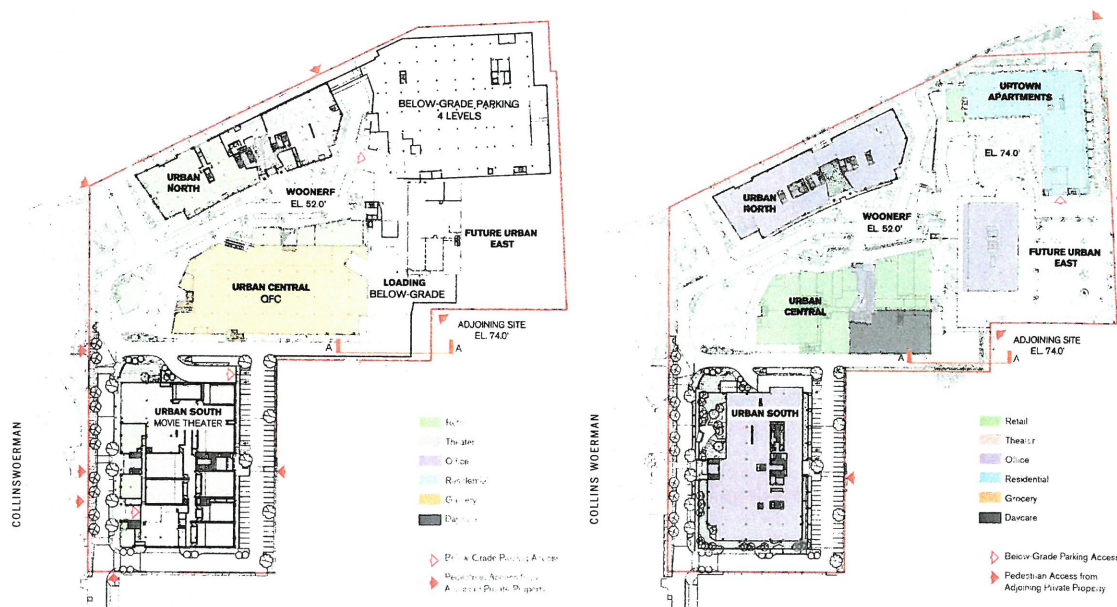 BELOW-GRADE PARKING
4 LEVELS
URBAN
NORTH
WOONERF
EL. 52.0'
FUTURE URBAN
EAST
URBAN CENTRAL
QFC
LOADING
BELOW-GRADE
ADJOINING SITE
EL. 74.0'
A
A
URBAN SOUTH
MOVIE THEATER
Theater
Office
Grocery
COLLINSWOERMAN
UPTOWN
APARTMENTS
EL. 74.0'
URBAN
NORTH
WOONERF
EL. 52.0'
FUTURE URBAN
EAST
URBAN
CENTRAL
ADJOINING SITE
EL. 74.0'
A
A
URBAN SOUTH
Retail
Theater
Office
Residential
Grocery
Daycare
Below-Grade Parking Access
Pedestrian Access from
Adjoining Private Property
COLLINS WOERMAN